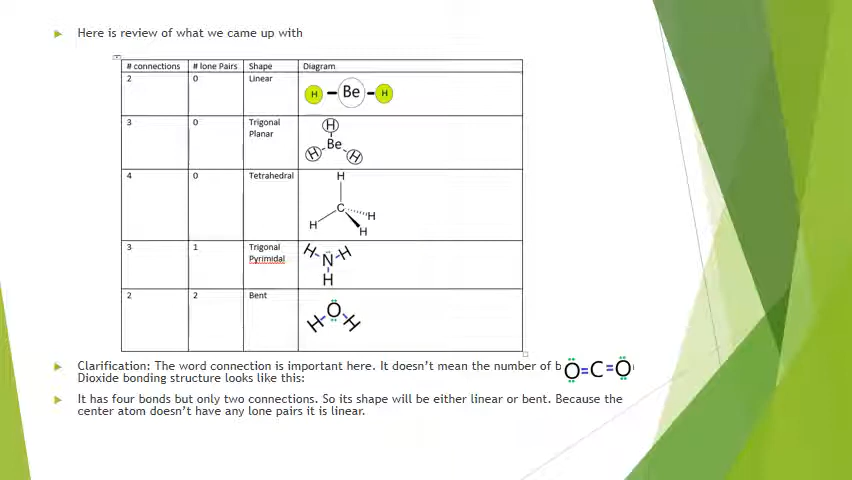 Here is review of what we came up with
# connections # lone Pairs Shape Diagram
2 0 Linear H Be H
3 0 Trigonal Planar H Be H H
4 0 Tetrahedral H C H H H
3 1 Trigonal Pyrimidal H N H H
2 2 Bent H O H
Clarification: The word connection is important here. It doesn't mean the number of b O=C=O
Dioxide bonding structure looks like this:
It has four bonds but only two connections. So its shape will be either linear or bent. Because the
center atom doesn't have any lone pairs it is linear.